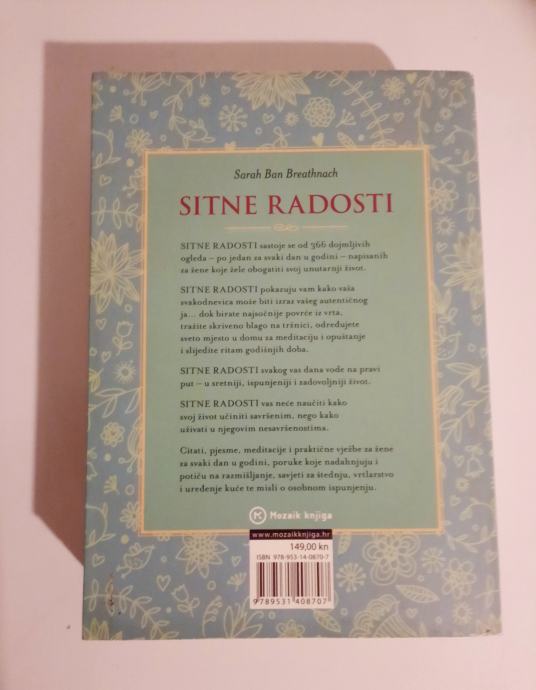 Sarah Ban Breathnach
SITNE RADOSTI
SITNE RADOSTI sastoje se od 366 dojmljivih
ogleda – po jedan za svaki dan u godini – napisanih
za žene koje žele obogatiti svoj unutarnji život.
SITNE RADOSTI pokazuju vam kako vaša
svakodnevica može biti izraz vašeg autentičnog
ja... dok birate najsočnije povrće iz vrta,
tražite skriveno blago na tržnici, određujete
sveto mjesto u domu za meditaciju i opuštanje
i slijedite ritam godišnjih doba.
SITNE RADOSTI svakog vas dana vode na pravi
put – u sretniji, ispunjeniji i zadovoljniji život.
SITNE RADOSTI vas neće naučiti kako
svoj život učiniti savršenim, nego kako
uživati u njegovim nesavršenostima.
Citati, pjesme, meditacije i praktične vježbe za žene
za svaki dan u godini, poruke koje nadahnjuju i
potiču na razmišljanje, savjeti za štednju, vrtlarstvo
i uređenje kuće te misli o osobnom ispunjenju.
Mozaik knjiga
www.mozaikknjiga.hr
149,00 kn
ISBN 978-953-14-0870-7
9789531408707